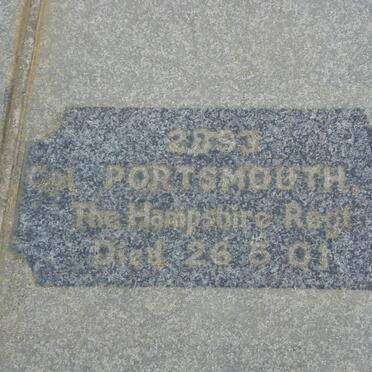 2893
Cpl. PORTSMOUTH,
The Hampshire Regt
Died 26 5 01